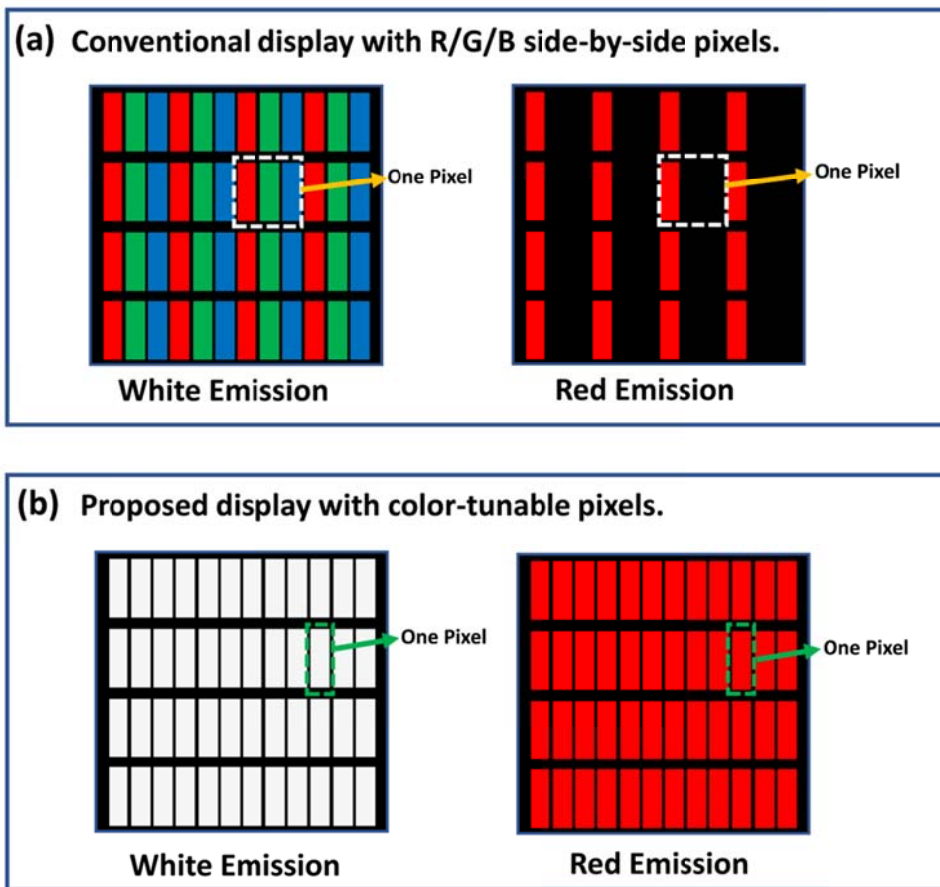 (a) Conventional display with R/G/B side-by-side pixels.
One Pixel
One Pixel
White Emission
Red Emission
(b) Proposed display with color-tunable pixels.
One Pixel
One Pixel
White Emission
Red Emission